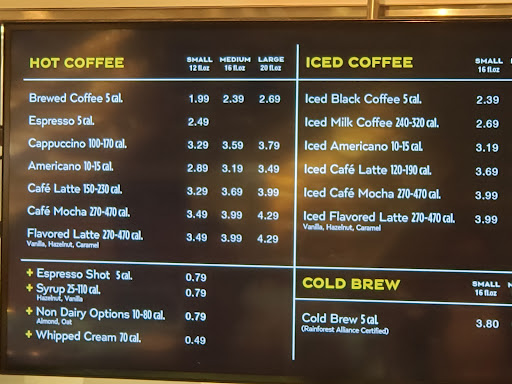 HOT COFFEE SMALL 12 fl.oz MEDIUM 16 fl.oz LARGE 20 fl.oz
Brewed Coffee 5 cal. 1.99 2.39 2.69
Espresso 5 cal. 2.49
Cappuccino 100-170 cal. 3.29 3.59 3.79
Americano 10-15 cal. 2.89 3.19 3.49
Café Latte 150-230 cal. 3.29 3.69 3.99
Café Mocha 270-470 cal. 3.49 3.99 4.29
Flavored Latte 270-470 cal. 3.49 3.99 4.29
Vanilla, Hazelnut, Caramel
+ Espresso Shot 5 cal. 0.79
+ Syrup 25-110 cal. 0.79
Hazelnut, Vanilla
+ Non Dairy Options 10-80 cal. 0.79
Almond, Oat
+ Whipped Cream 70 cal. 0.49
ICED COFFEE SMALL 16 fl.oz
Iced Black Coffee 5 cal. 2.39
Iced Milk Coffee 240-320 cal. 2.69
Iced Americano 10-15 cal. 3.19
Iced Café Latte 120-190 cal. 3.69
Iced Café Mocha 270-470 cal. 3.99
Iced Flavored Latte 270-470 cal. 3.99
Vanilla, Hazelnut, Caramel
COLD BREW SMALL 16 fl.oz
Cold Brew 5 cal. 3.80
(Rainforest Alliance Certified)